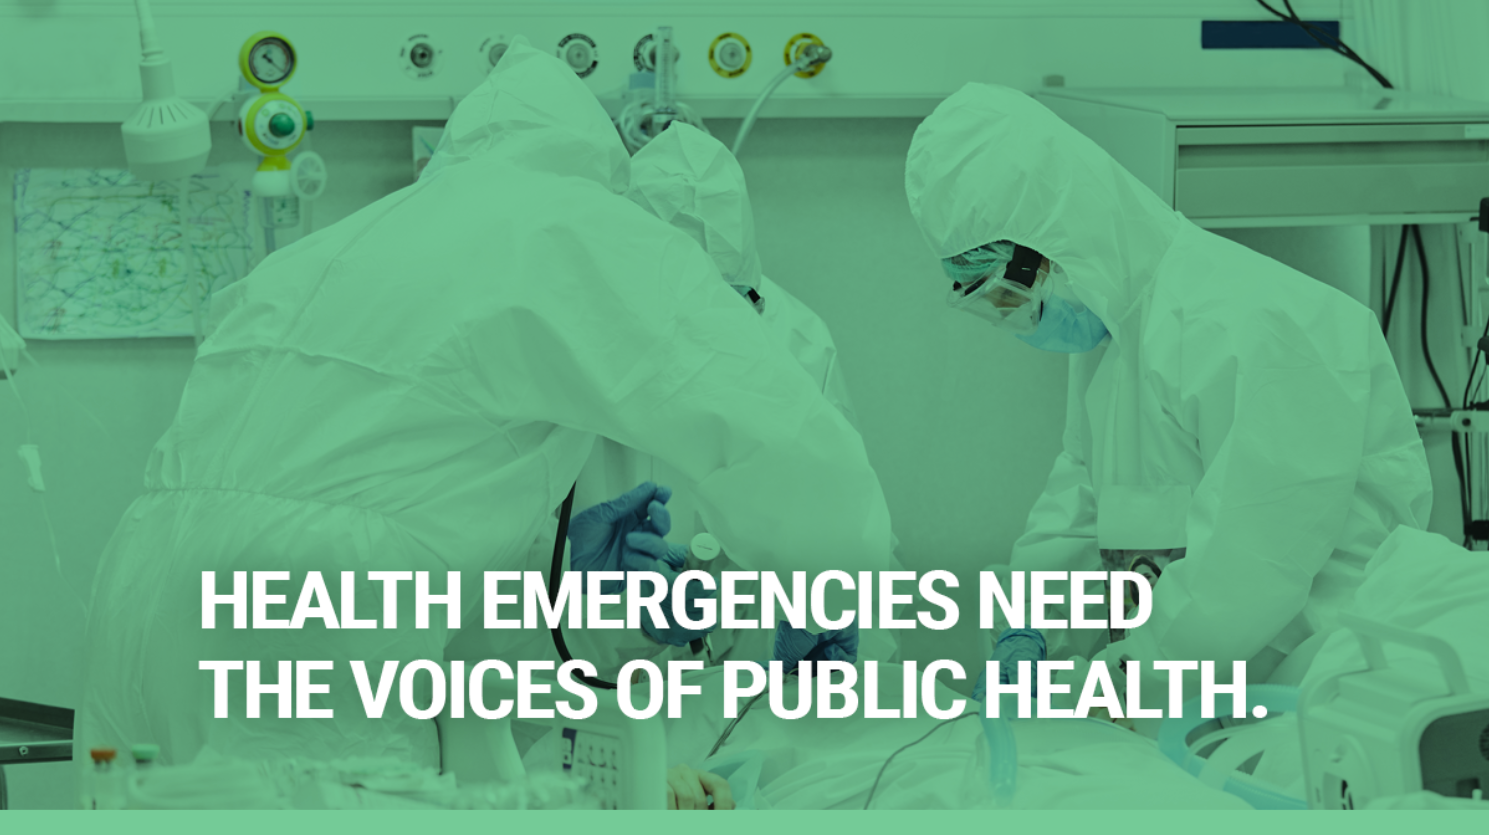 HEALTH EMERGENCIES NEED
THE VOICES OF PUBLIC HEALTH.